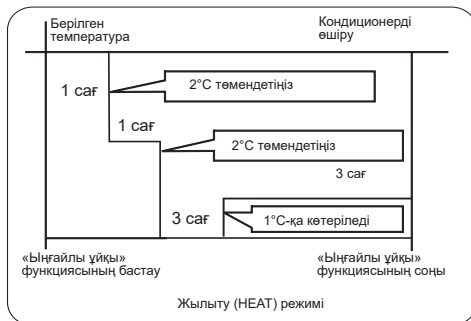 Берілген
температура
Кондиционерді
өшіру
1 сағ
2°C төмендетіңіз
1 сағ
2°C төмендетіңіз
3 сағ
3 сағ
1°C-қа көтеріледі
«Ыңғайлы ұйқы»
функциясының бастау
«Ыңғайлы ұйқы»
функциясының соңы
Жылыту (HEAT) режимі